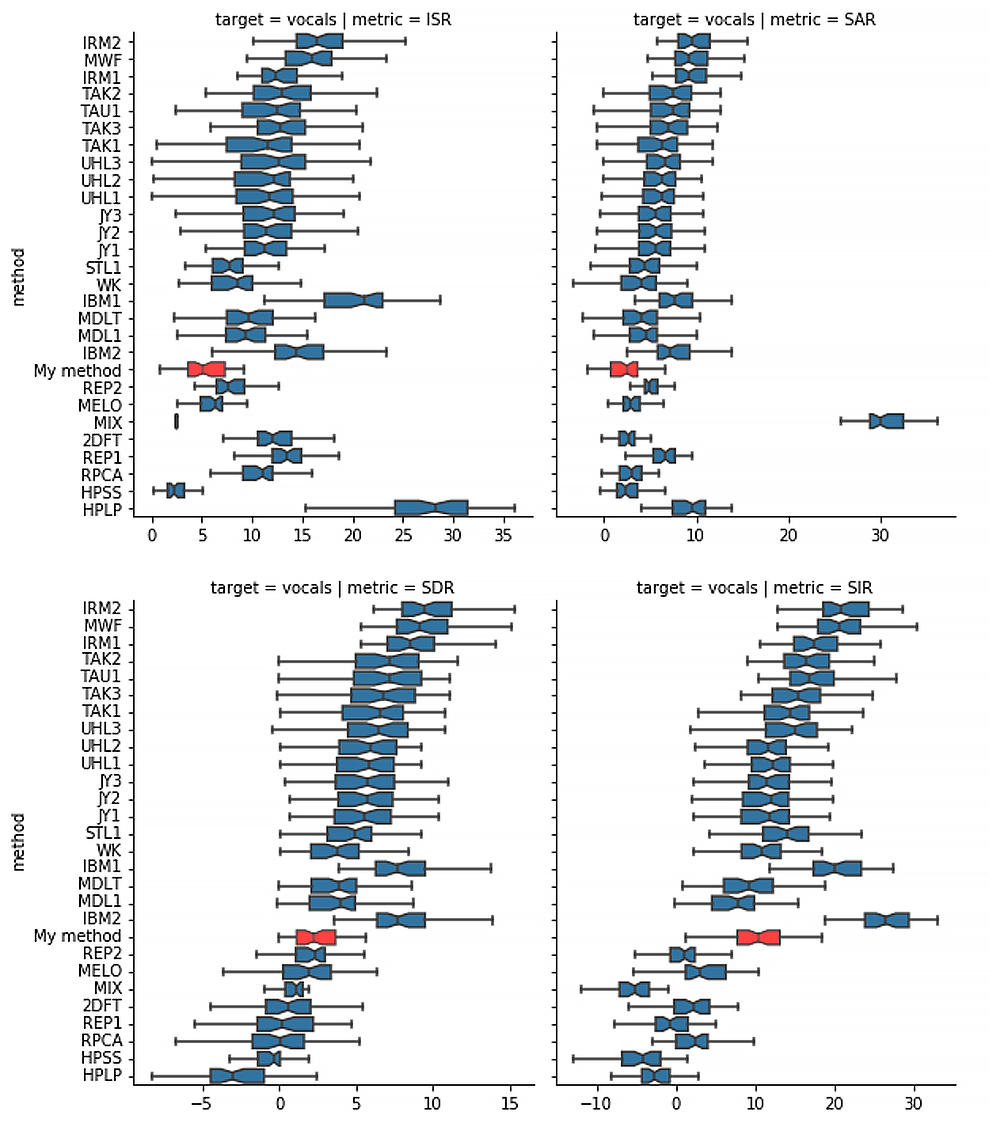 target = vocals | metric = ISR
target = vocals | metric = SAR
method
IRM2
MWF
IRM1
TAK2
TAU1
TAK3
TAK1
UHL3
UHL2
UHL1
JY3
JY2
JY1
STL1
WK
IBM1
MDLT
MDL1
IBM2
My method
REP2
MELO
MIX
2DFT
REP1
RPCA
HPSS
HPLP
0 5 10 15 20 25 30 35
0 10 20 30
target = vocals | metric = SDR
target = vocals | metric = SIR
method
IRM2
MWF
IRM1
TAK2
TAU1
TAK3
TAK1
UHL3
UHL2
UHL1
JY3
JY2
JY1
STL1
WK
IBM1
MDLT
MDL1
IBM2
My method
REP2
MELO
MIX
2DFT
REP1
RPCA
HPSS
HPLP
−5 0 5 10 15
−10 0 10 20 30